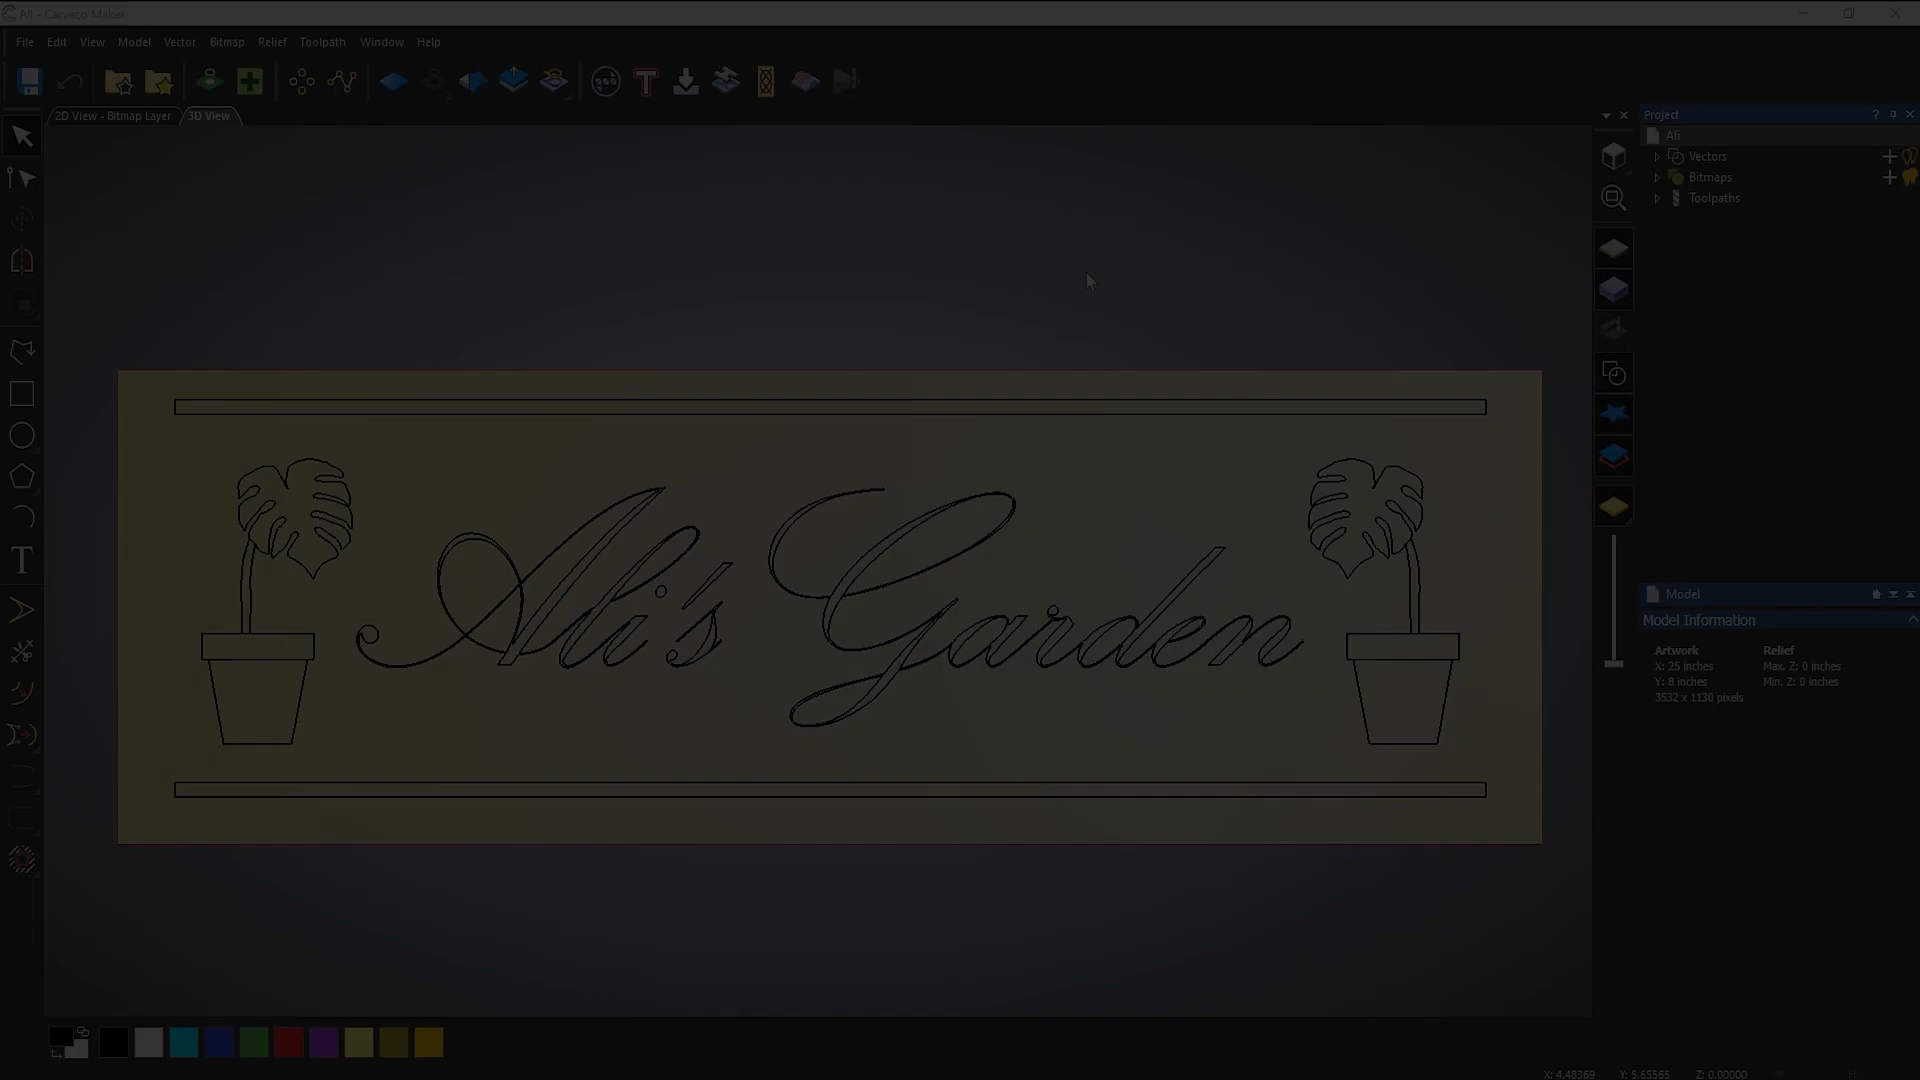 Ali - Carveco Maker
File Edit View Model Vector Bitmap Relief Toolpath Window Help
2D View - Bitmap Layer 3D View
Project
Ali
Vectors
Bitmaps
Toolpaths
Ali's Garden
Model
Model Information
Artwork Relief
X: 25 inches Max. Z: 0 inches
Y: 8 inches Min. Z: 0 inches
3532 x 1130 pixels
X: 4.48369 Y: 5.65565 Z: 0.00000